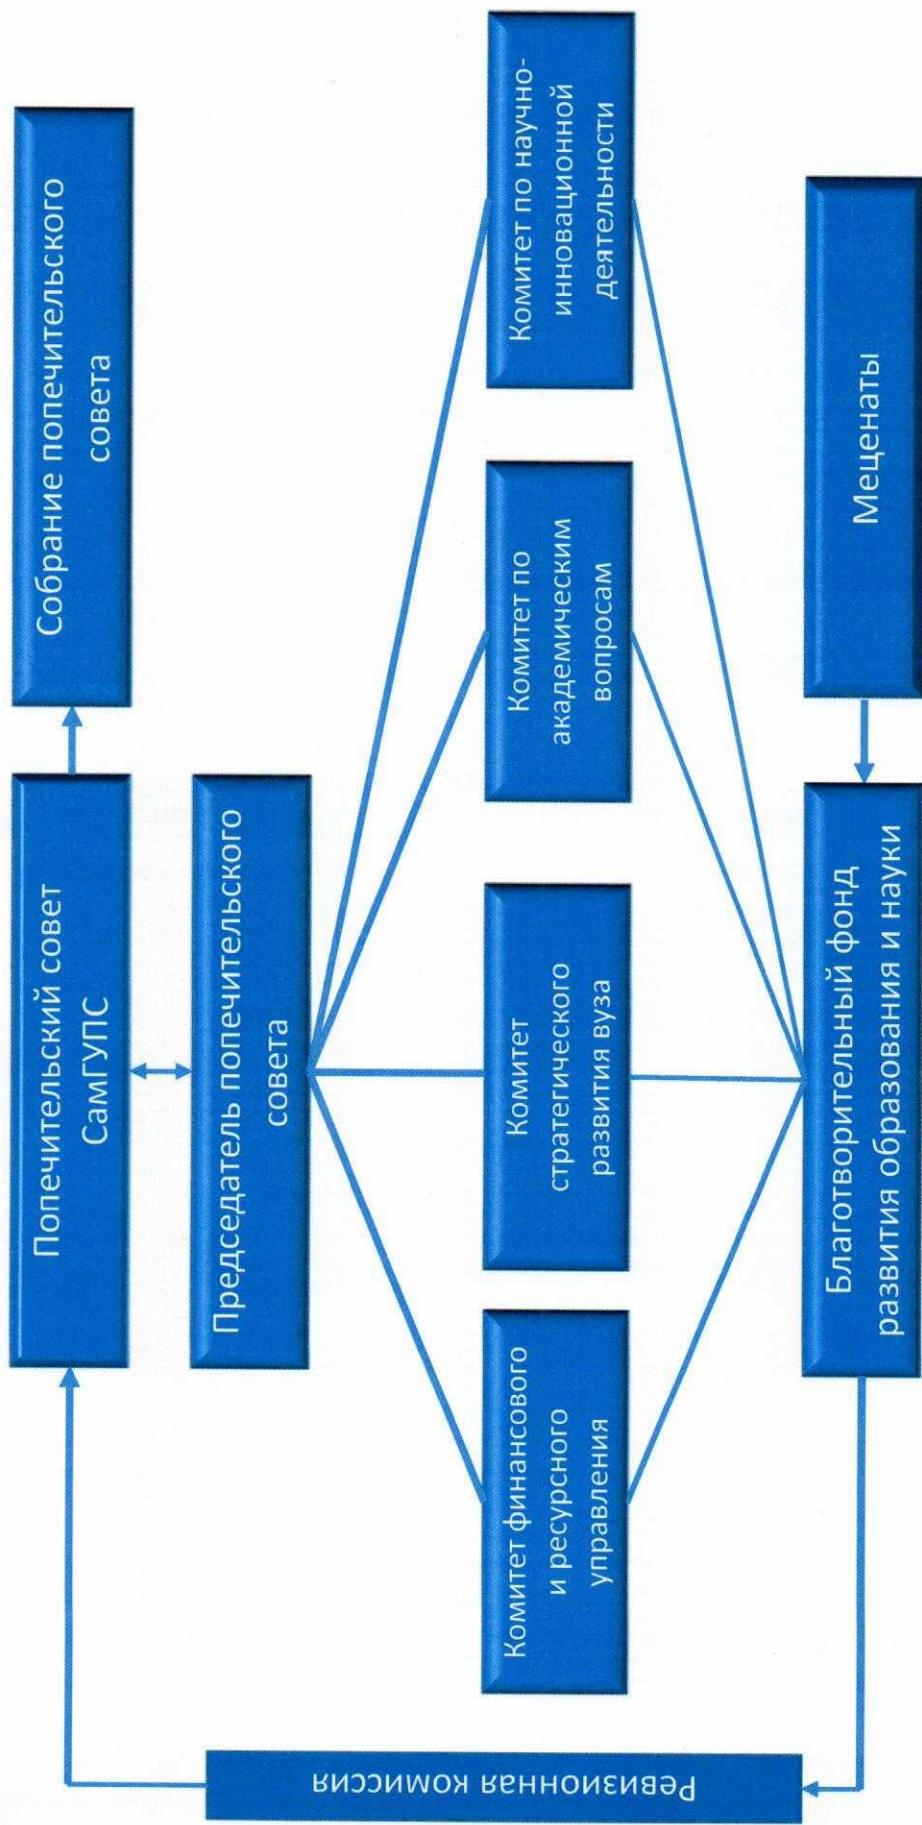 Попечительский совет
СамГУПС
Собрание попечительского
совета
Председатель попечительского
совета
Комитет финансового
и ресурсного
управления
Комитет
стратегического
развития вуза
Комитет по
академическим
вопросам
Комитет по научно-
инновационной
деятельности
Ревизионная комиссия
Благотворительный фонд
развития образования и науки
Меценаты